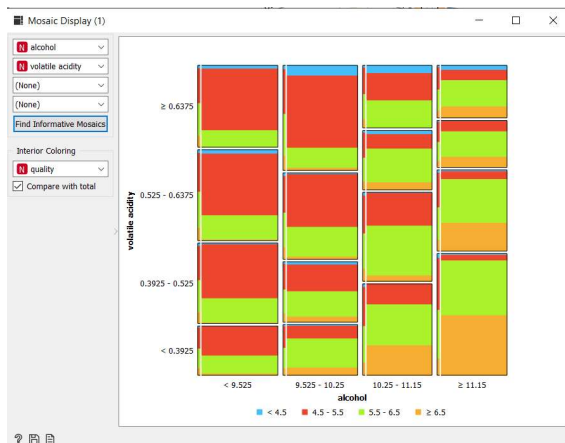 Mosaic Display (1)
N alcohol
N volatile acidity
(None)
(None)
Find Informative Mosaics
Interior Coloring
N quality
Compare with total
volatile acidity
≥ 0.6375
0.525 - 0.6375
0.3925 - 0.525
< 0.3925
< 9.525
9.525 - 10.25
10.25 - 11.15
≥ 11.15
alcohol
< 4.5
4.5 - 5.5
5.5 - 6.5
≥ 6.5
?